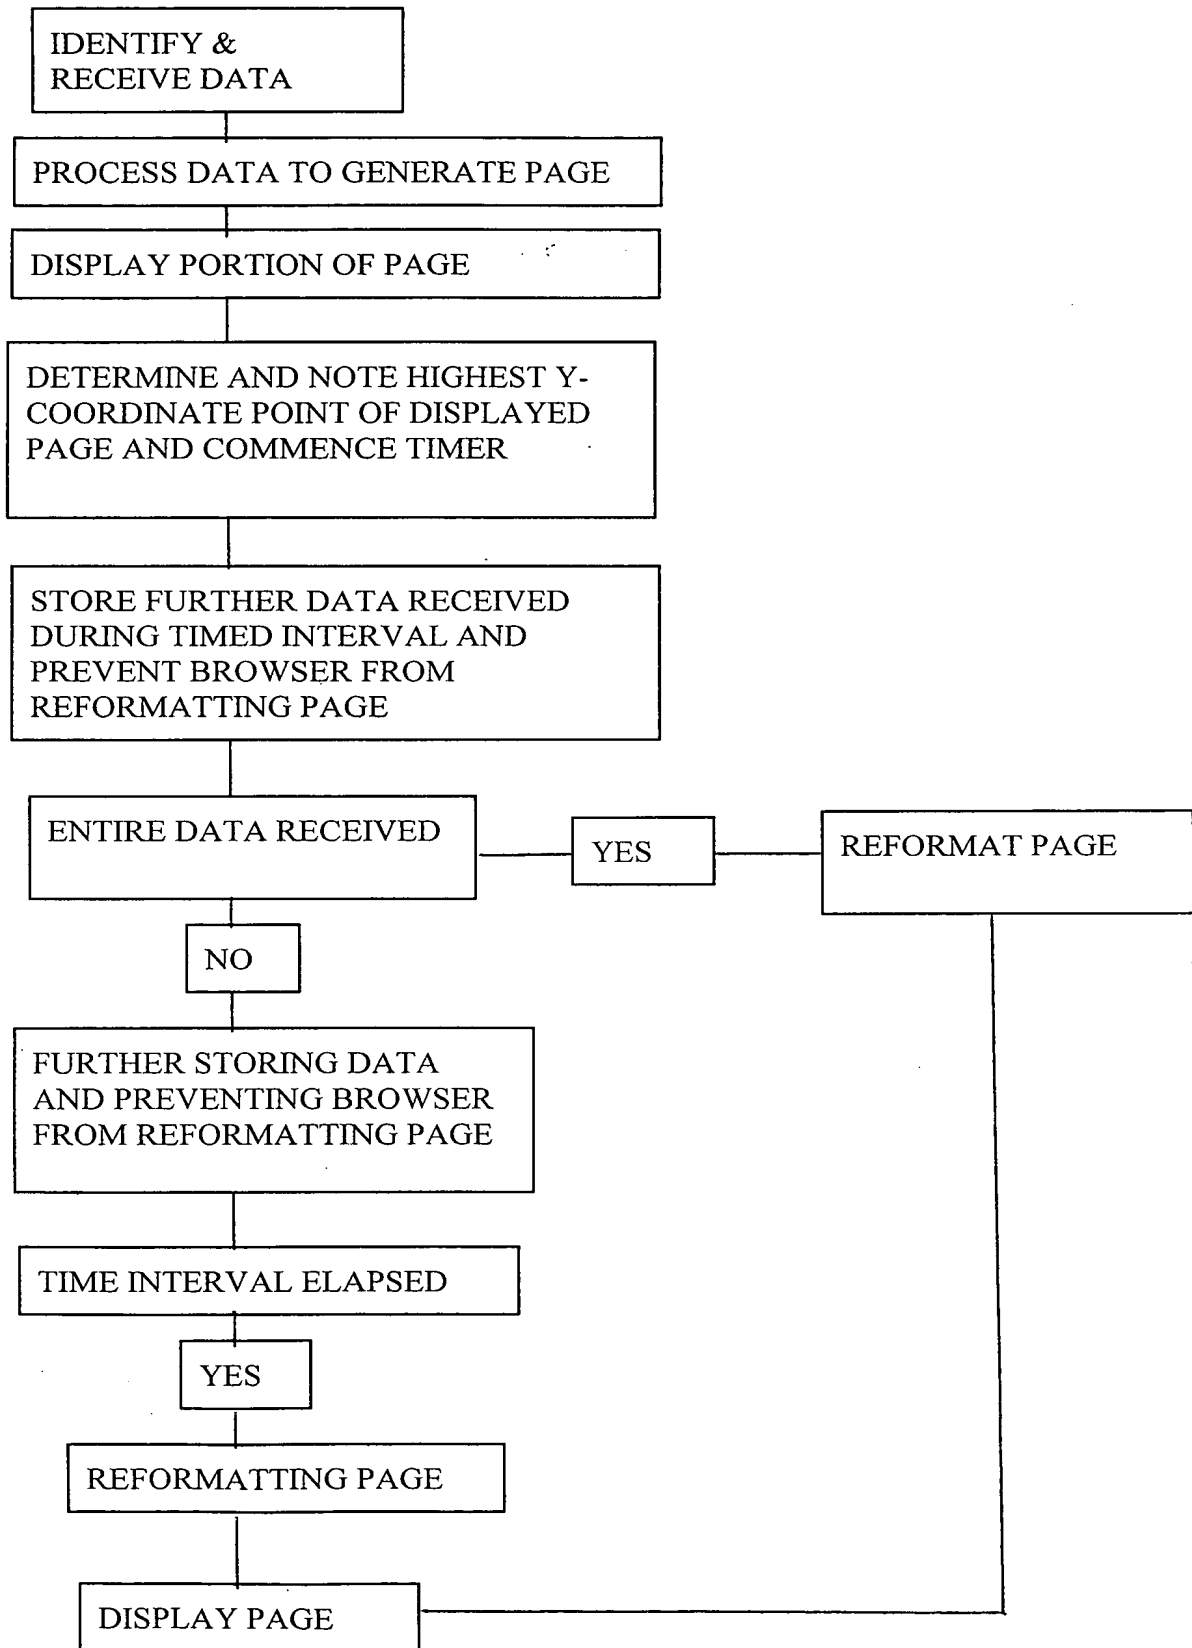 IDENTIFY &
RECEIVE DATA
PROCESS DATA TO GENERATE PAGE
DISPLAY PORTION OF PAGE
DETERMINE AND NOTE HIGHEST Y-
COORDINATE POINT OF DISPLAYED
PAGE AND COMMENCE TIMER
STORE FURTHER DATA RECEIVED
DURING TIMED INTERVAL AND
PREVENT BROWSER FROM
REFORMATTING PAGE
ENTIRE DATA RECEIVED
YES
REFORMAT PAGE
NO
FURTHER STORING DATA
AND PREVENTING BROWSER
FROM REFORMATTING PAGE
TIME INTERVAL ELAPSED
YES
REFORMATTING PAGE
DISPLAY PAGE